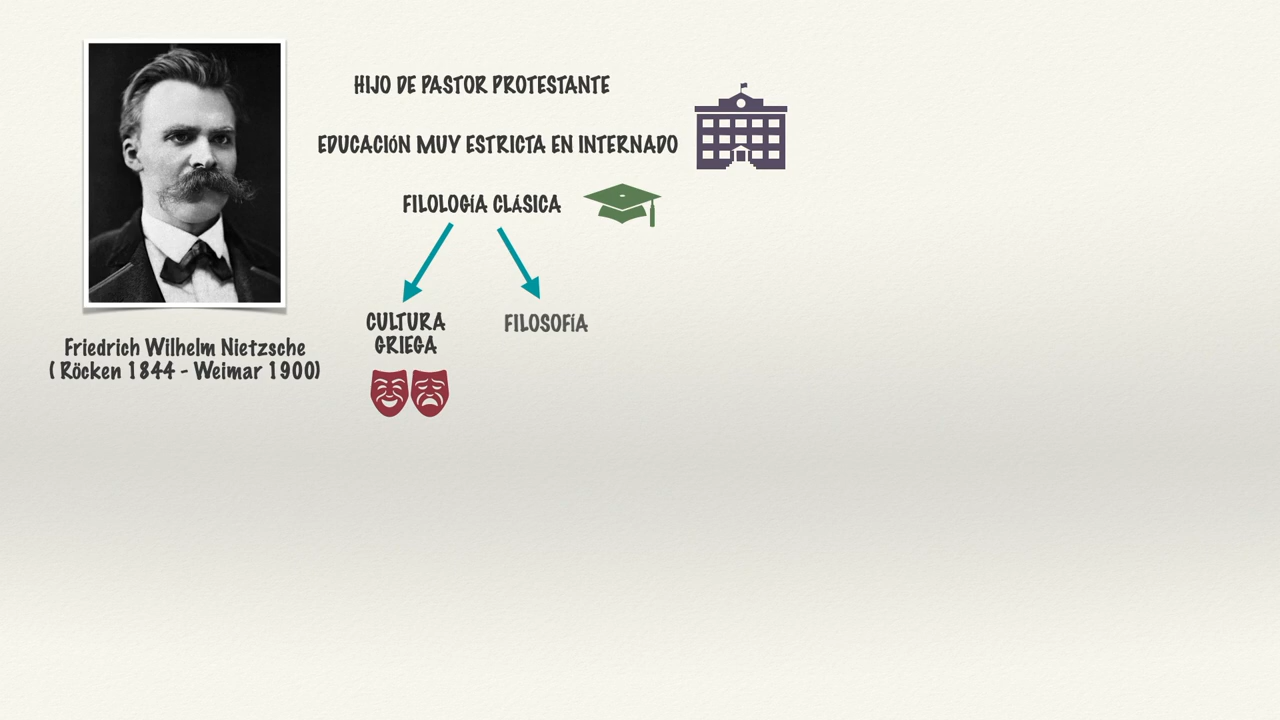 HIJO DE PASTOR PROTESTANTE
EDUCACIÓN MUY ESTRICTA EN INTERNADO
FILOLOGÍA CLÁSICA
CULTURA
GRIEGA
FILOSOFÍA
Friedrich Wilhelm Nietzsche
( Röcken 1844 - Weimar 1900)